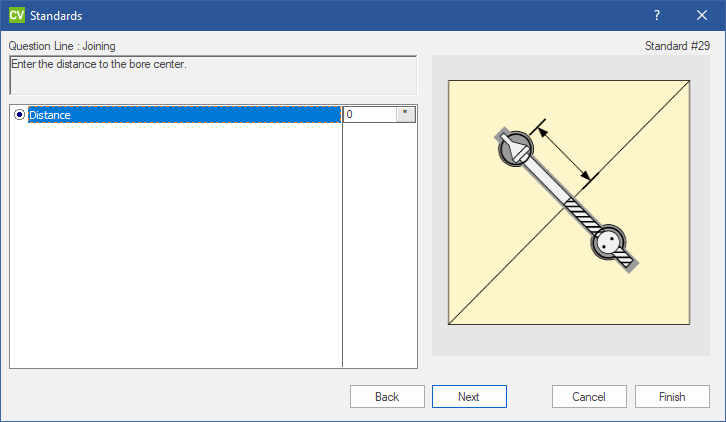 CV Standards ?
Question Line : Joining Standard #29
Enter the distance to the bore center.
Distance 0 "
Back Next Cancel Finish